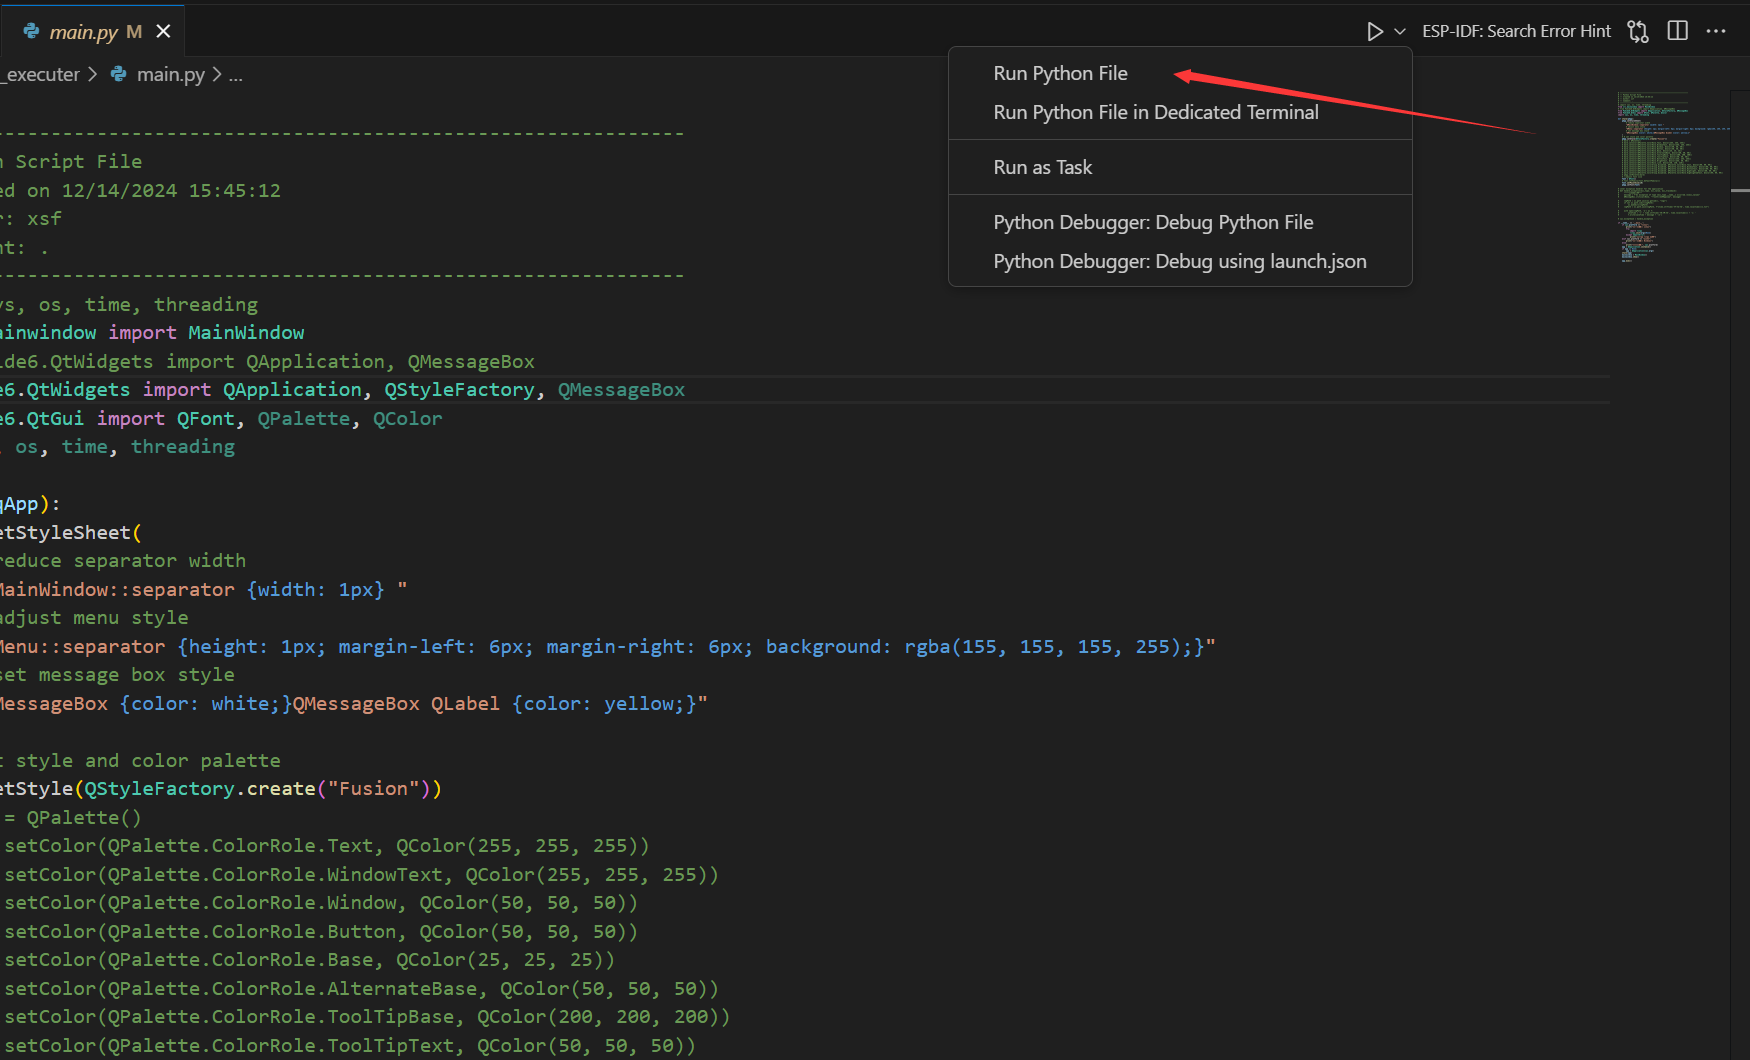 main.py M
ESP-IDF: Search Error Hint
_executer > main.py > ...
Run Python File
Run Python File in Dedicated Terminal
Run as Task
Python Debugger: Debug Python File
Python Debugger: Debug using launch.json
------------------------------------------------------------
n Script File
ed on 12/14/2024 15:45:12
r: xsf
nt: .
------------------------------------------------------------
ys, os, time, threading
ainwindow import MainWindow
ide6.QtWidgets import QApplication, QMessageBox
e6.QtWidgets import QApplication, QStyleFactory, QMessageBox
e6.QtGui import QFont, QPalette, QColor
, os, time, threading
qApp):
etStyleSheet(
reduce separator width
MainWindow::separator {width: 1px} "
adjust menu style
Menu::separator {height: 1px; margin-left: 6px; margin-right: 6px; background: rgba(155, 155, 155, 255);}"
set message box style
MessageBox {color: white;}QMessageBox QLabel {color: yellow;}"
t style and color palette
etStyle(QStyleFactory.create("Fusion"))
= QPalette()
setColor(QPalette.ColorRole.Text, QColor(255, 255, 255))
setColor(QPalette.ColorRole.WindowText, QColor(255, 255, 255))
setColor(QPalette.ColorRole.Window, QColor(50, 50, 50))
setColor(QPalette.ColorRole.Button, QColor(50, 50, 50))
setColor(QPalette.ColorRole.Base, QColor(25, 25, 25))
setColor(QPalette.ColorRole.AlternateBase, QColor(50, 50, 50))
setColor(QPalette.ColorRole.ToolTipBase, QColor(200, 200, 200))
setColor(QPalette.ColorRole.ToolTipText, QColor(50, 50, 50))